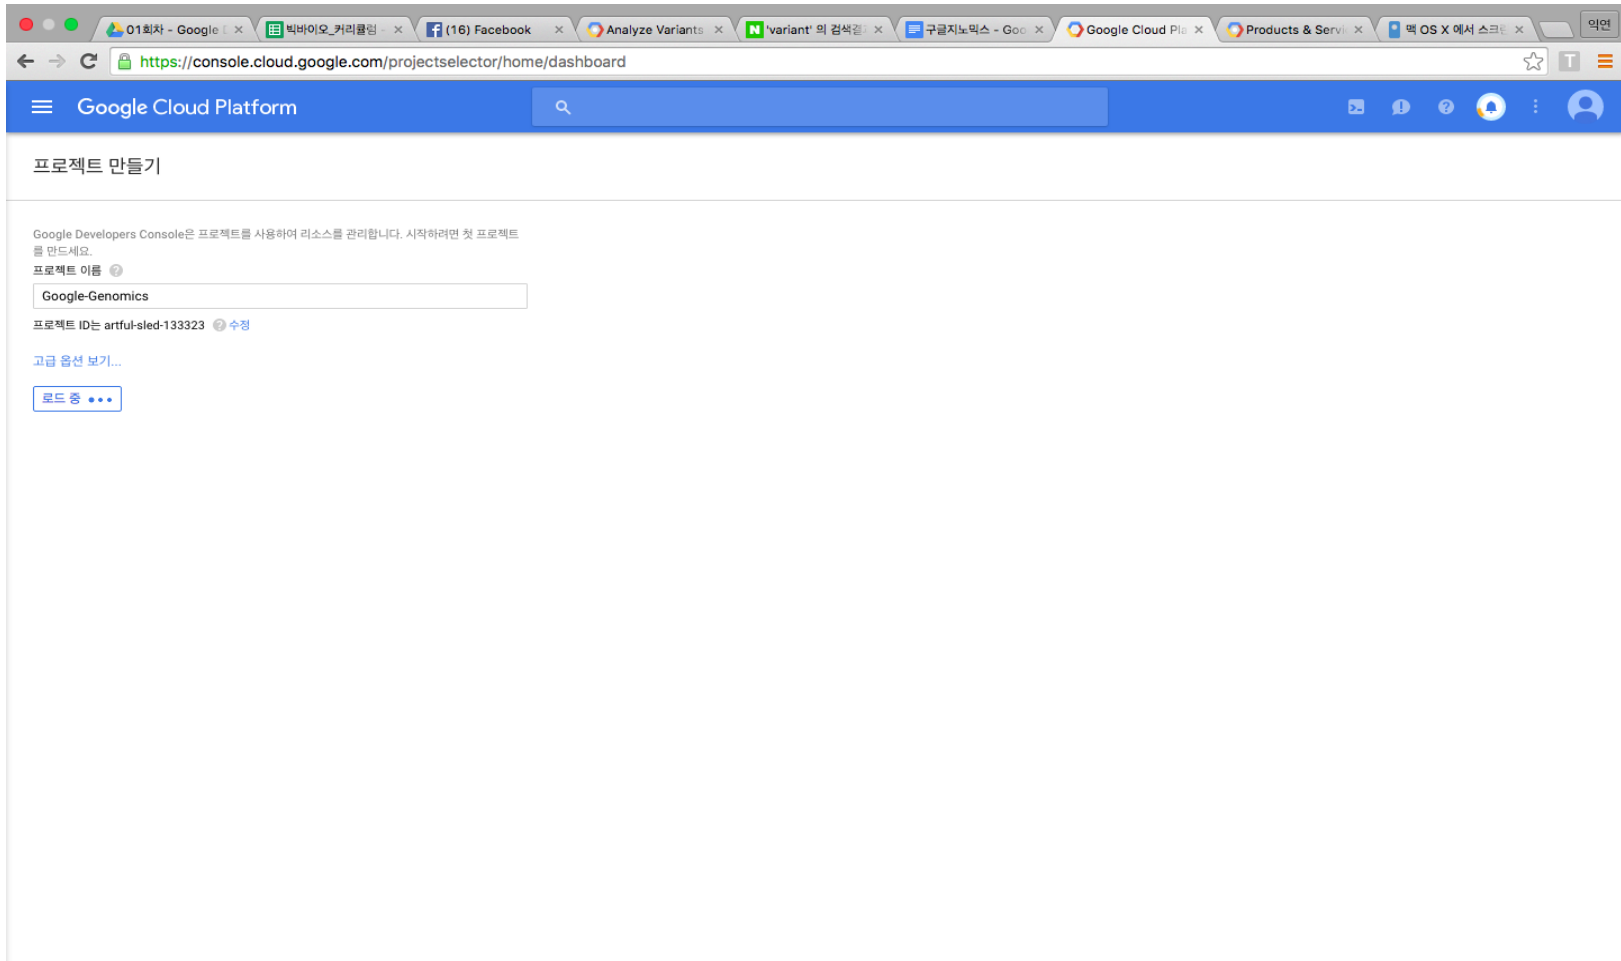 01회차 - Google
빅바이오_커리큘럼 -
(16) Facebook
Analyze Variants
'variant' 의 검색결
구글지노믹스 - Goo
Google Cloud Pla
Products & Servi
맥 OS X 에서 스크린
익연
https://console.cloud.google.com/projectselector/home/dashboard
Google Cloud Platform
프로젝트 만들기
Google Developers Console은 프로젝트를 사용하여 리소스를 관리합니다. 시작하려면 첫 프로젝트
를 만드세요.
프로젝트 이름
Google-Genomics
프로젝트 ID는 artful-sled-133323 수정
고급 옵션 보기...
로드 중